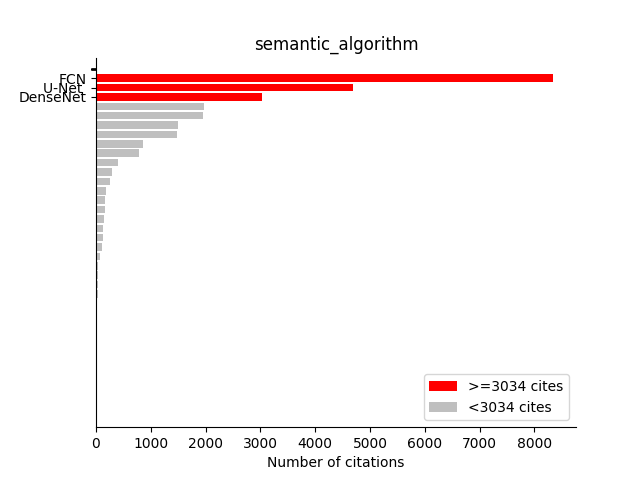 semantic_algorithm
FCN
U-Net
DenseNet
>=3034 cites
<3034 cites
0 1000 2000 3000 4000 5000 6000 7000 8000
Number of citations